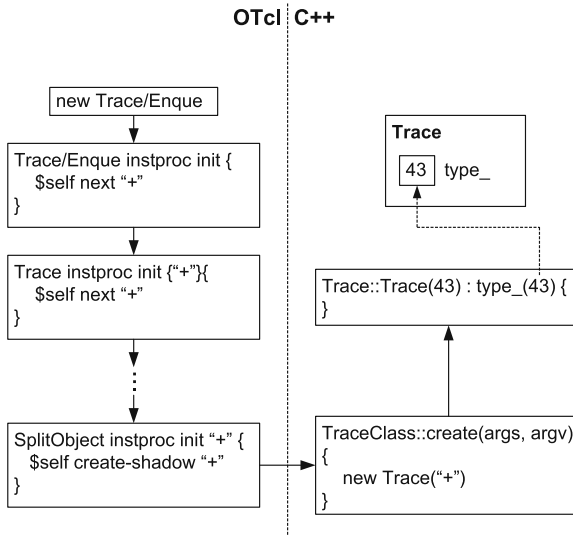 OTcl C++
new Trace/Enque
Trace/Enque instproc init {
$self next “+”
}
Trace instproc init {“+”}{
$self next “+”
}
SplitObject instproc init “+” {
$self create-shadow “+”
}
Trace
43 type_
Trace::Trace(43) : type_(43) {
}
TraceClass::create(args, argv)
{
new Trace(“+”)
}